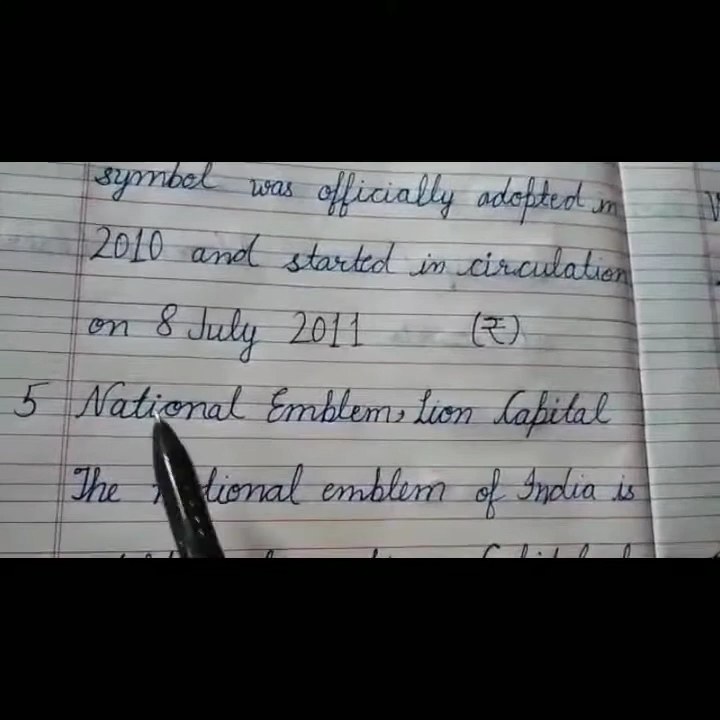 symbol was officially adopted in
2010 and started in circulation
on 8 July 2011 (₹)
5 National Emblem, Lion Capital
The national emblem of India is